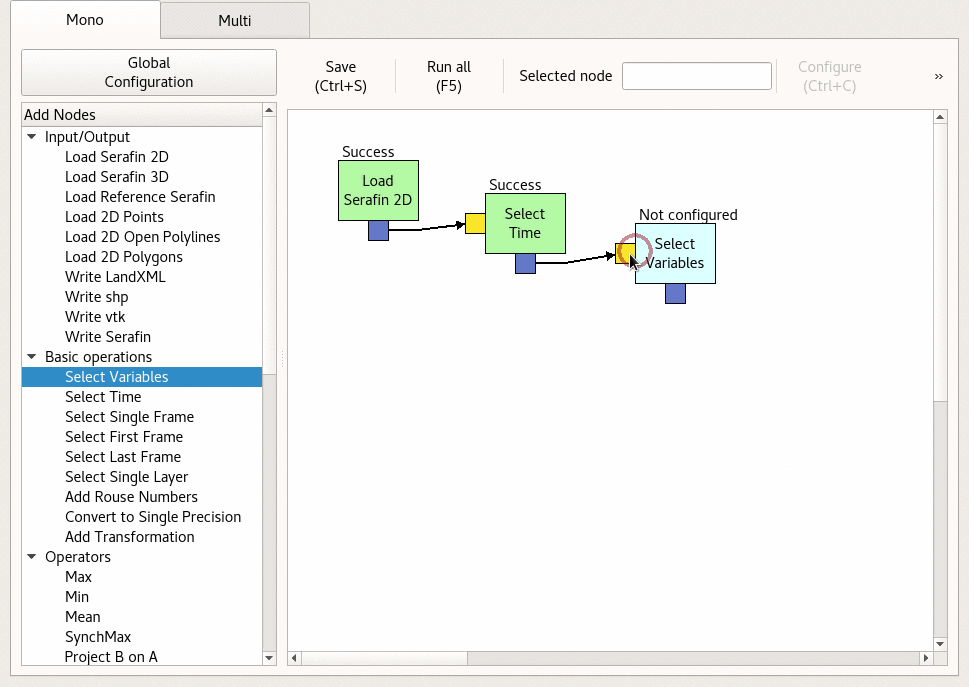 Mono
Multi
Global
Configuration
Save
(Ctrl+S)
Run all
(F5)
Selected node
Configure
(Ctrl+C)
»
Add Nodes
Input/Output
Load Serafin 2D
Load Serafin 3D
Load Reference Serafin
Load 2D Points
Load 2D Open Polylines
Load 2D Polygons
Write LandXML
Write shp
Write vtk
Write Serafin
Basic operations
Select Variables
Select Time
Select Single Frame
Select First Frame
Select Last Frame
Select Single Layer
Add Rouse Numbers
Convert to Single Precision
Add Transformation
Operators
Max
Min
Mean
SynchMax
Project B on A
Success
Load
Serafin 2D
Success
Select
Time
Not configured
Select
Variables